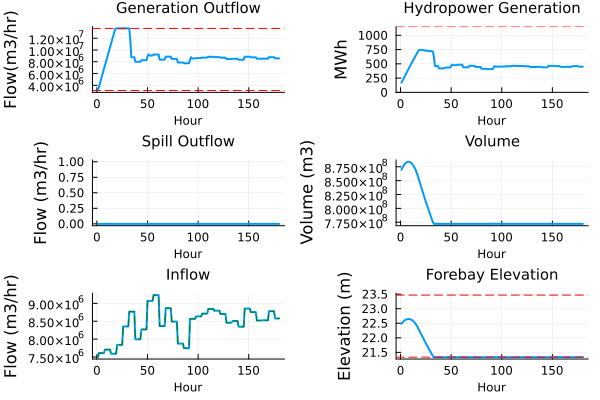 Generation Outflow
Flow(m3/hr)
1.20×10⁷
1.00×10⁷
8.00×10⁶
6.00×10⁶
4.00×10⁶
0 50 100 150
Hour
Hydropower Generation
MWh
1000
750
500
250
0
0 50 100 150
Hour
Spill Outflow
Flow (m3/hr)
1.00
0.75
0.50
0.25
0.00
0 50 100 150
Hour
Volume
Volume (m3)
8.750×10⁸
8.500×10⁸
8.250×10⁸
8.000×10⁸
7.750×10⁸
0 50 100 150
Hour
Inflow
Flow (m3/hr)
9.00×10⁶
8.50×10⁶
8.00×10⁶
7.50×10⁶
0 50 100 150
Hour
Forebay Elevation
Elevation (m)
23.5
23.0
22.5
22.0
21.5
0 50 100 150
Hour